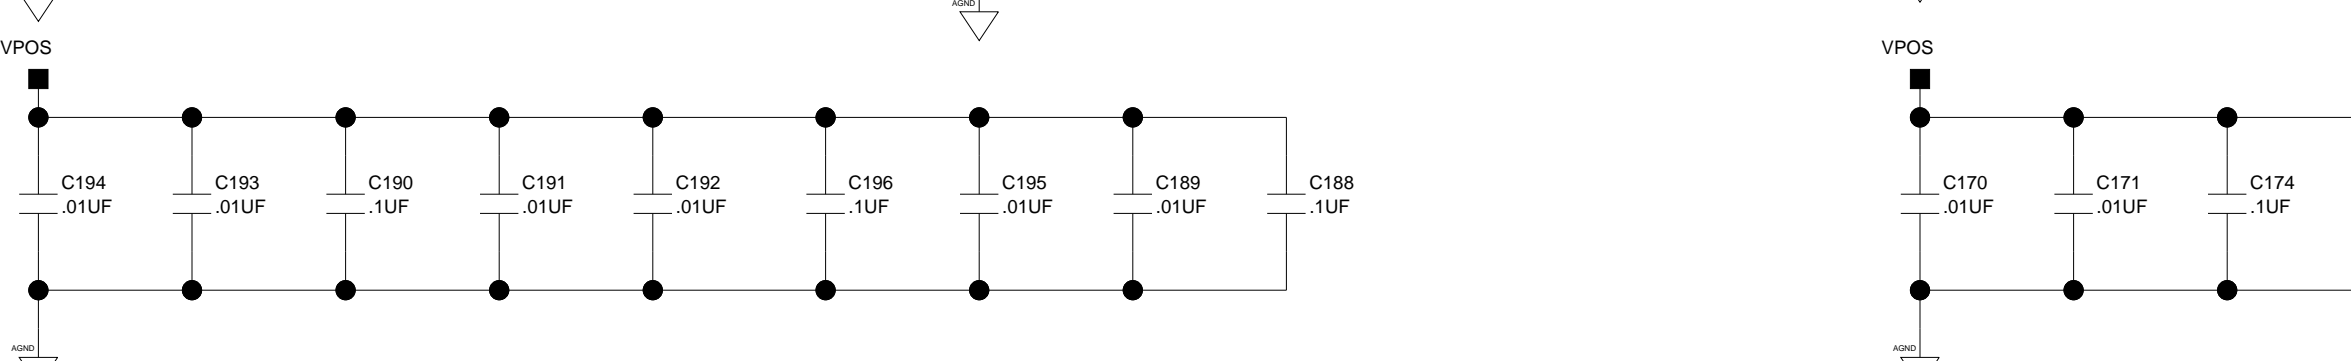 AGND
VPOS
VPOS
C194
.01UF
C193
.01UF
C190
.1UF
C191
.01UF
C192
.01UF
C196
.1UF
C195
.01UF
C189
.01UF
C188
.1UF
C170
.01UF
C171
.01UF
C174
.1UF
AGND
AGND